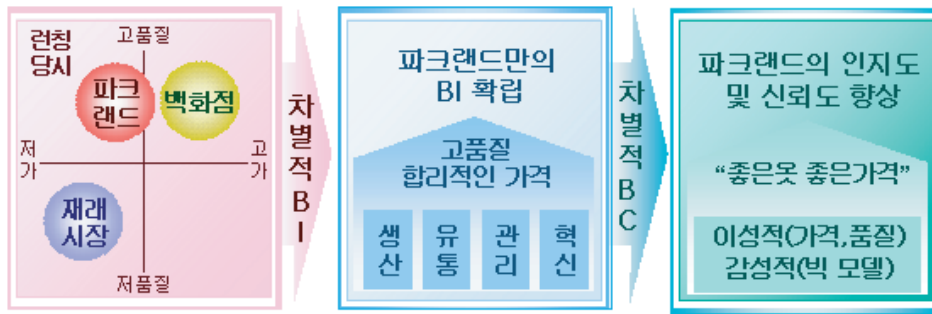 런칭
당시
고품질
파크
랜드
백화점
저
가
고
가
재래
시장
저품질
차별적BI
파크랜드만의
BI 확립
고품질
합리적인 가격
생산
유통
관리
혁신
차별적BC
파크랜드의 인지도
및 신뢰도 향상
“좋은옷 좋은가격”
이성적(가격,품질)
감성적(빅 모델)